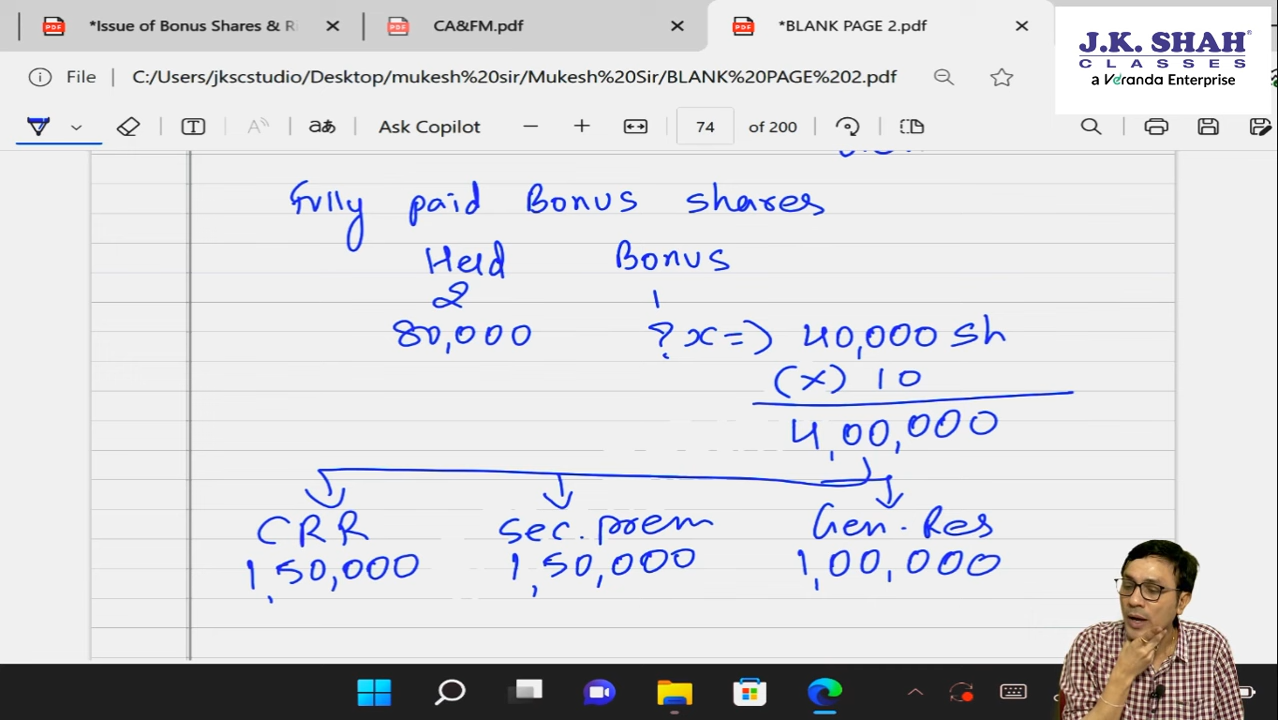 *Issue of Bonus Shares & Ri
CA&FM.pdf
*BLANK PAGE 2.pdf
J.K. SHAH®
CLASSES
a Veranda Enterprise
File
C:/Users/jkscstudio/Desktop/mukesh%20sir/Mukesh%20Sir/BLANK%20PAGE%202.pdf
Ask Copilot
74 of 200
Fully paid Bonus shares
Held Bonus
2 1
80,000 ? x => 40,000 Sh
(x) 10
4,00,000
CRR Sec. prem Gen. Res
1,50,000 1,50,000 1,00,000